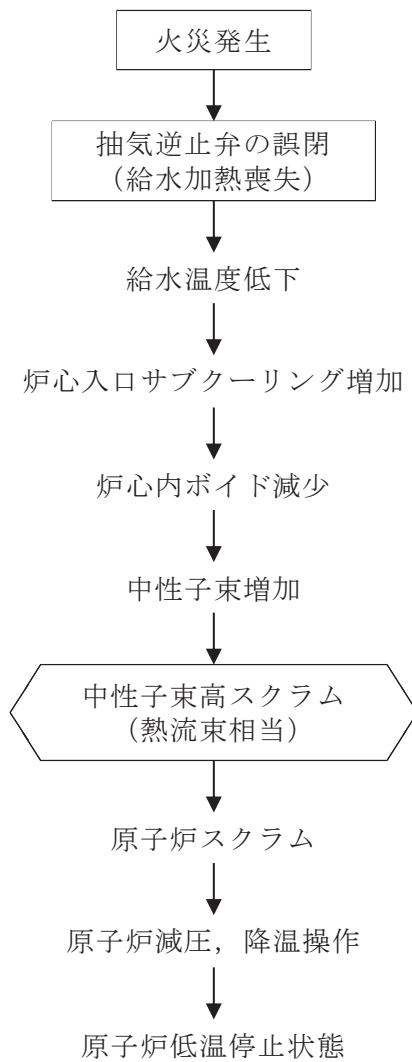 火災発生
抽気逆止弁の誤閉
（給水加熱喪失）
給水温度低下
炉心入口サブクーリング増加
炉心内ボイド減少
中性子束増加
中性子束高スクラム
（熱流束相当）
原子炉スクラム
原子炉減圧，降温操作
原子炉低温停止状態